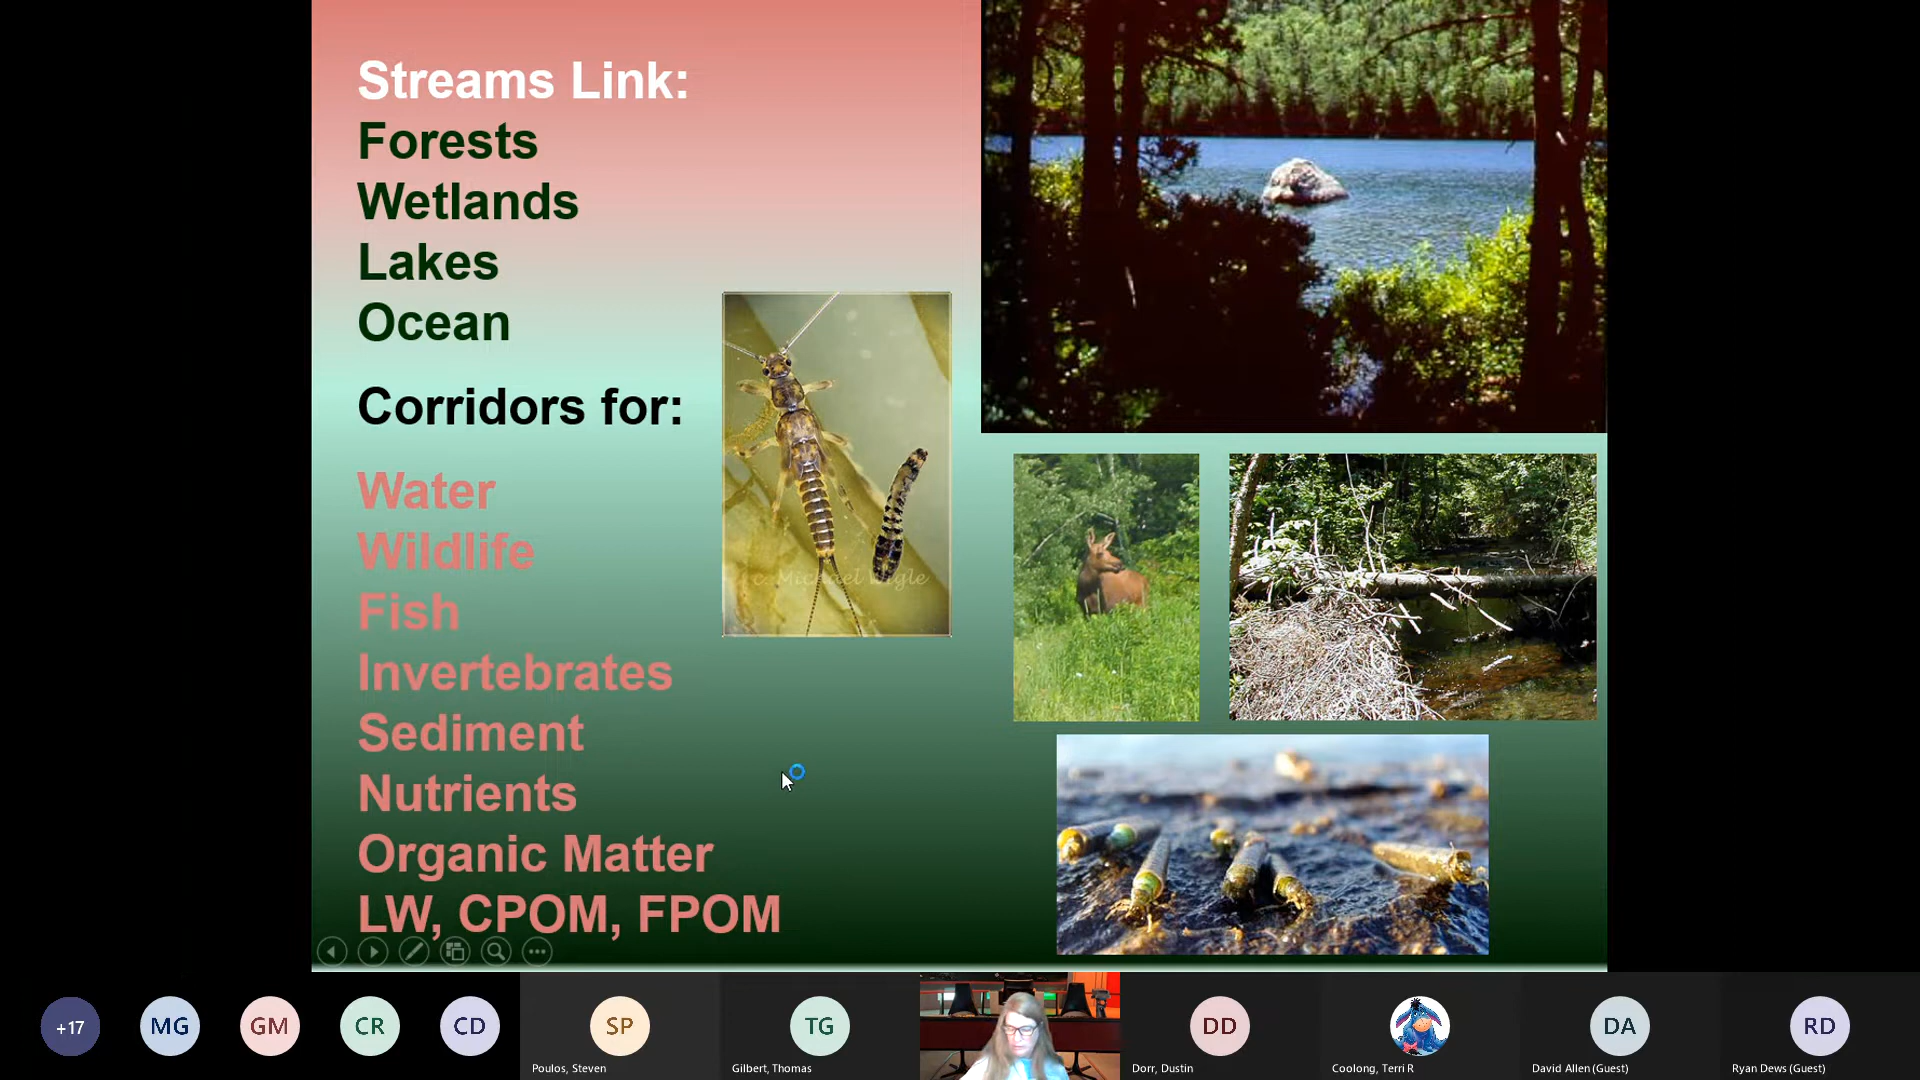 Streams Link:
Forests
Wetlands
Lakes
Ocean
Corridors for:
Water
Wildlife
Fish
Invertebrates
Sediment
Nutrients
Organic Matter
LW, CPOM, FPOM
+17
MG
GM
CR
CD
SP
Poulos, Steven
TG
Gilbert, Thomas
DD
Dorr, Dustin
Coolong, Terri R
DA
David Allen (Guest)
RD
Ryan Dews (Guest)